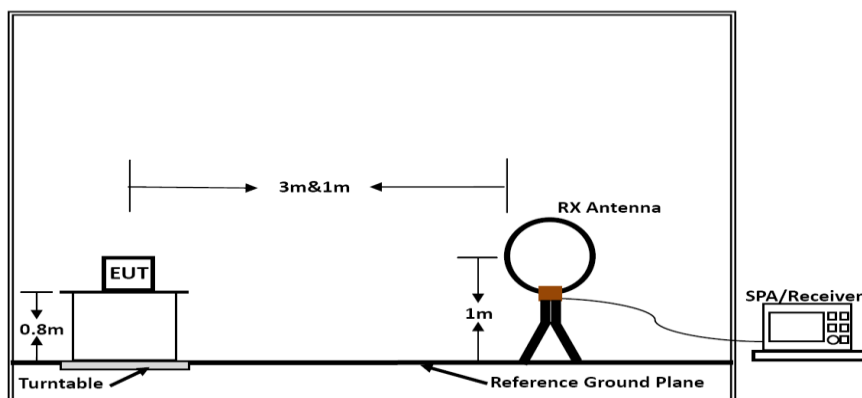 3m&1m
RX Antenna
EUT
SPA/Receiver
0.8m
1m
Turntable
Reference Ground Plane